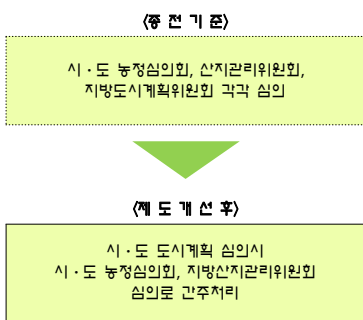 〈종 전 기 준〉
시·도 농정심의회, 산지관리위원회,
지방도시계획위원회 각각 심의
〈제 도 개 선 후〉
시·도 도시계획 심의시
시·도 농정심의회, 지방산지관리위원회
심의로 간주처리